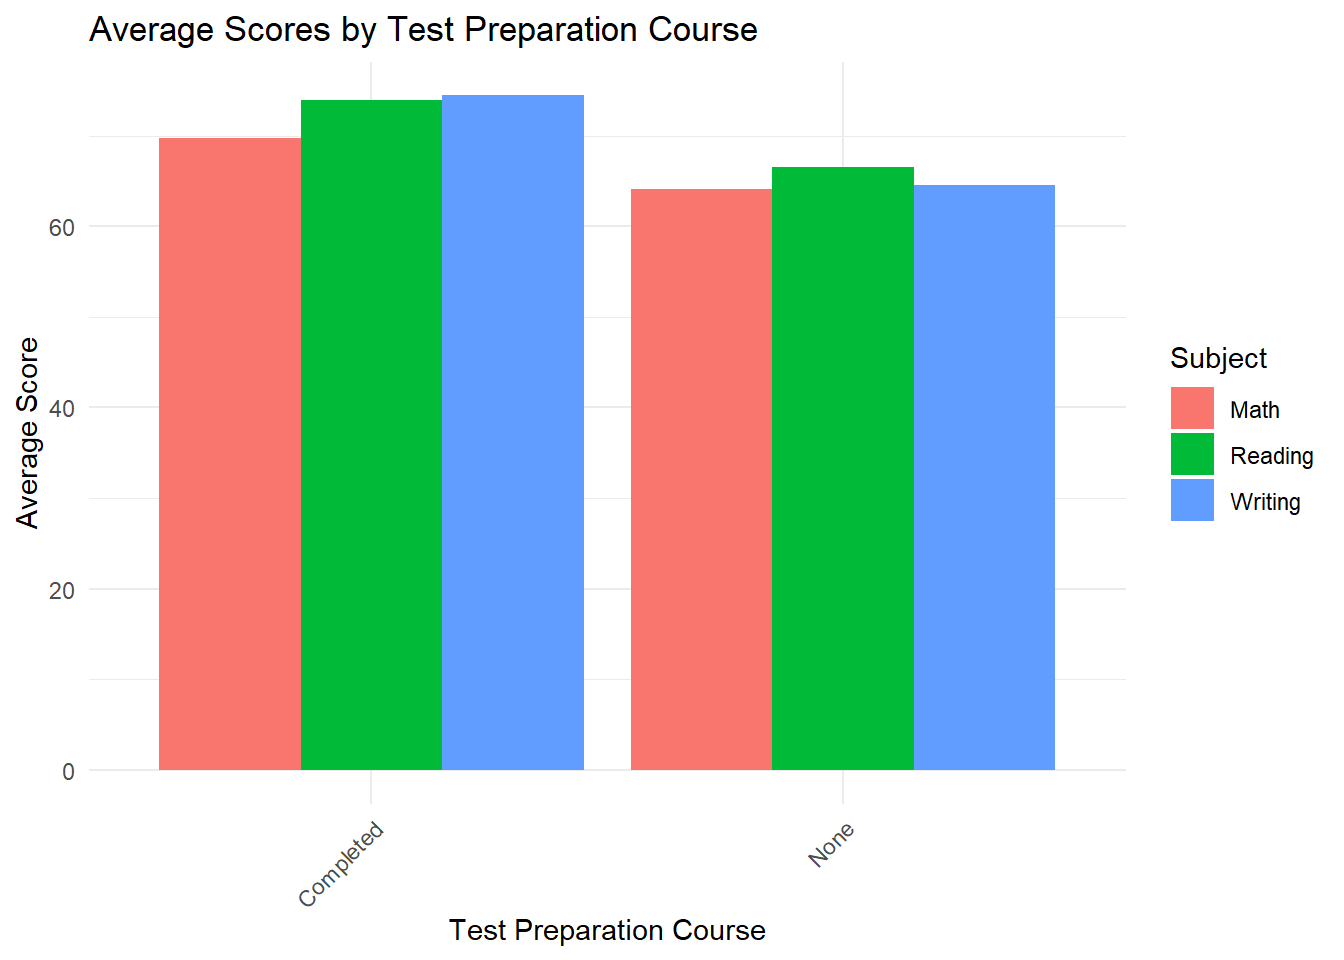 Average Scores by Test Preparation Course
Average Score
60
40
20
0
Completed
None
Test Preparation Course
Subject
Math
Reading
Writing